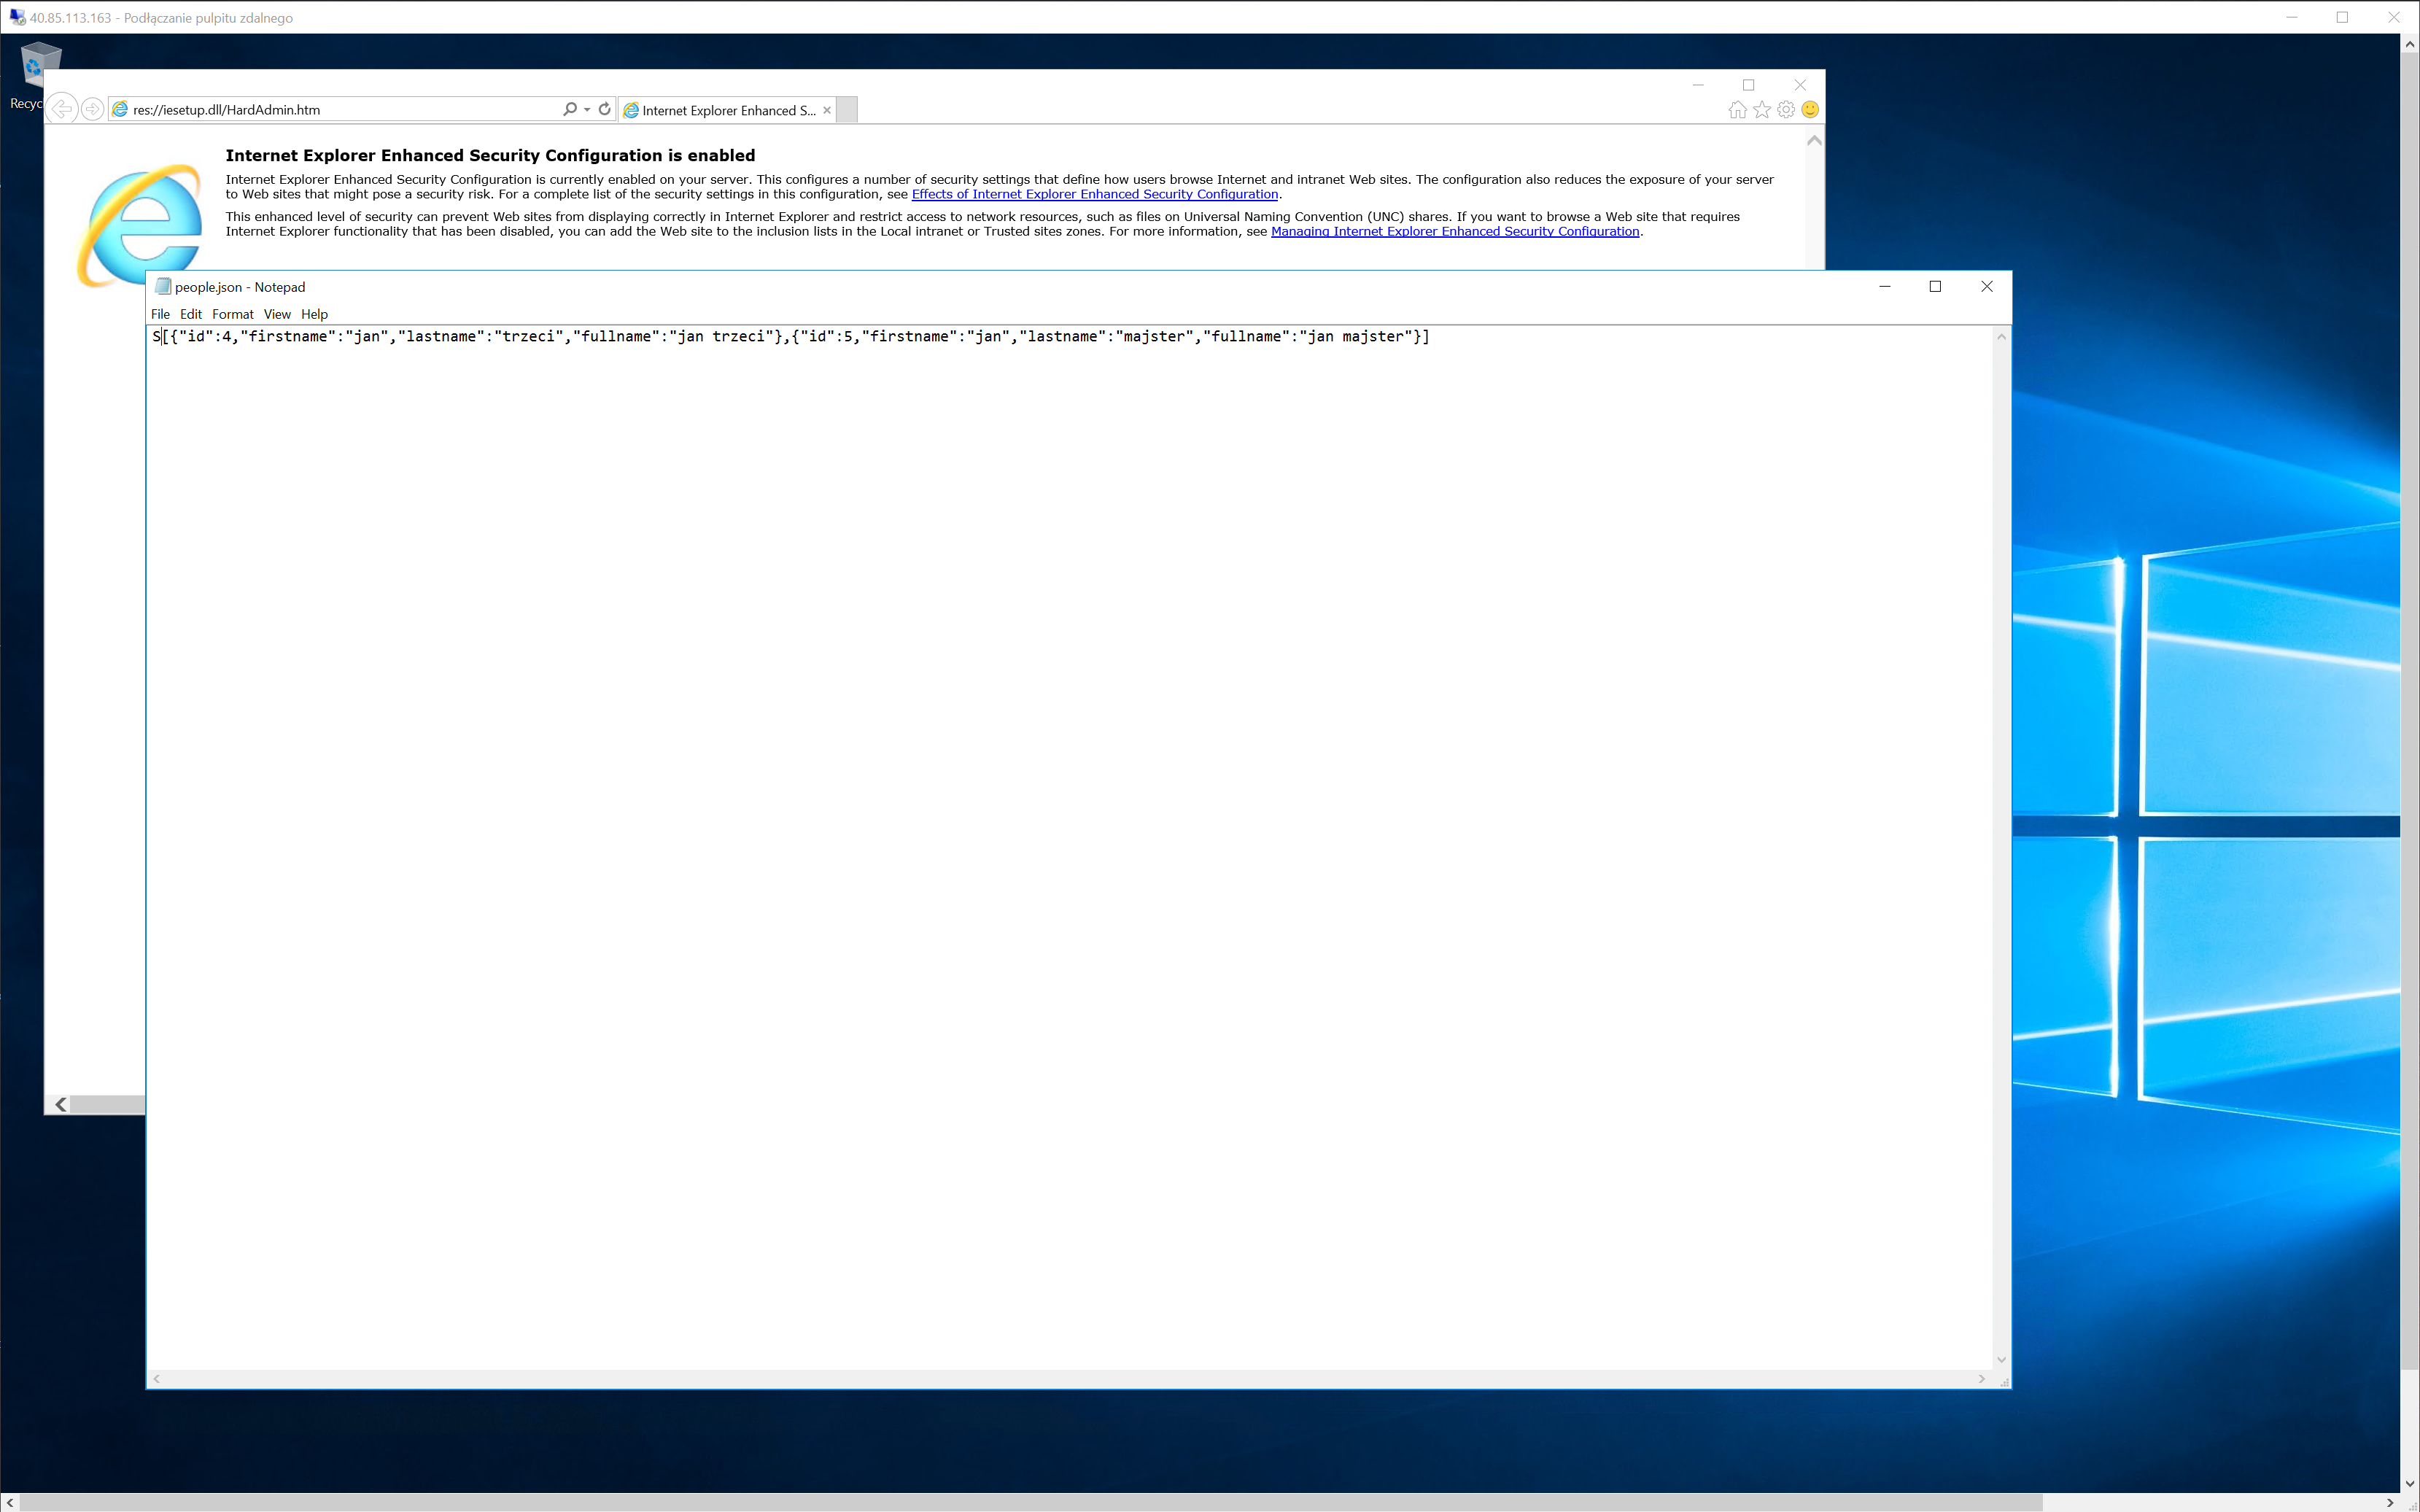 40.85.113.163 - Podłączanie pulpitu zdalnego
Recyc
res://iesetup.dll/HardAdmin.htm
Internet Explorer Enhanced S...
Internet Explorer Enhanced Security Configuration is enabled
Internet Explorer Enhanced Security Configuration is currently enabled on your server. This configures a number of security settings that define how users browse Internet and intranet Web sites. The configuration also reduces the exposure of your server
to Web sites that might pose a security risk. For a complete list of the security settings in this configuration, see Effects of Internet Explorer Enhanced Security Configuration.
This enhanced level of security can prevent Web sites from displaying correctly in Internet Explorer and restrict access to network resources, such as files on Universal Naming Convention (UNC) shares. If you want to browse a Web site that requires
Internet Explorer functionality that has been disabled, you can add the Web site to the inclusion lists in the Local intranet or Trusted sites zones. For more information, see Managing Internet Explorer Enhanced Security Configuration.
people.json - Notepad
File Edit Format View Help
S[{"id":4,"firstname":"jan","lastname":"trzeci","fullname":"jan trzeci"},{"id":5,"firstname":"jan","lastname":"majster","fullname":"jan majster"}]